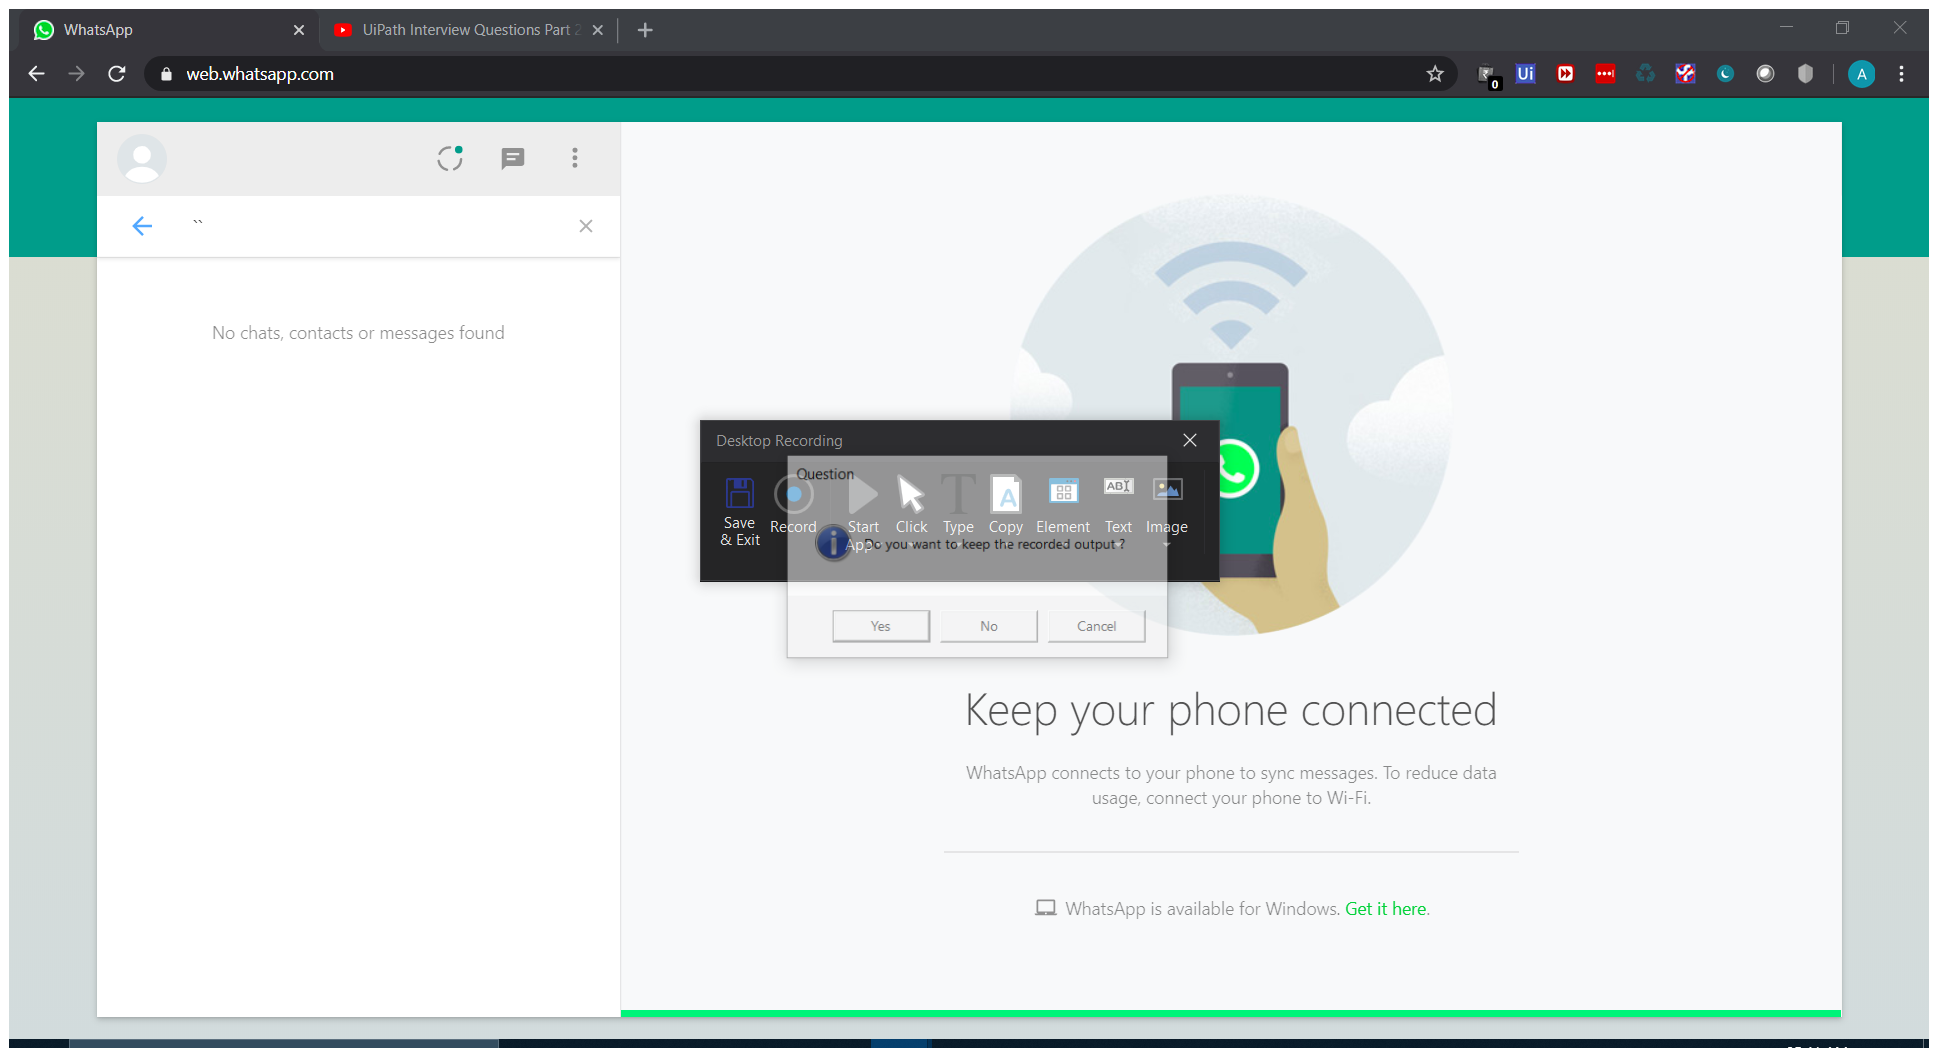 WhatsApp
UiPath Interview Questions Part 2
web.whatsapp.com
0
Ui
A
``
No chats, contacts or messages found
Desktop Recording
Question
Save
& Exit
Record
Start
App
Click
Type
Copy
Element
Text
Image
A
AB
Do you want to keep the recorded output ?
Yes
No
Cancel
Keep your phone connected
WhatsApp connects to your phone to sync messages. To reduce data
usage, connect your phone to Wi-Fi.
WhatsApp is available for Windows. Get it here.